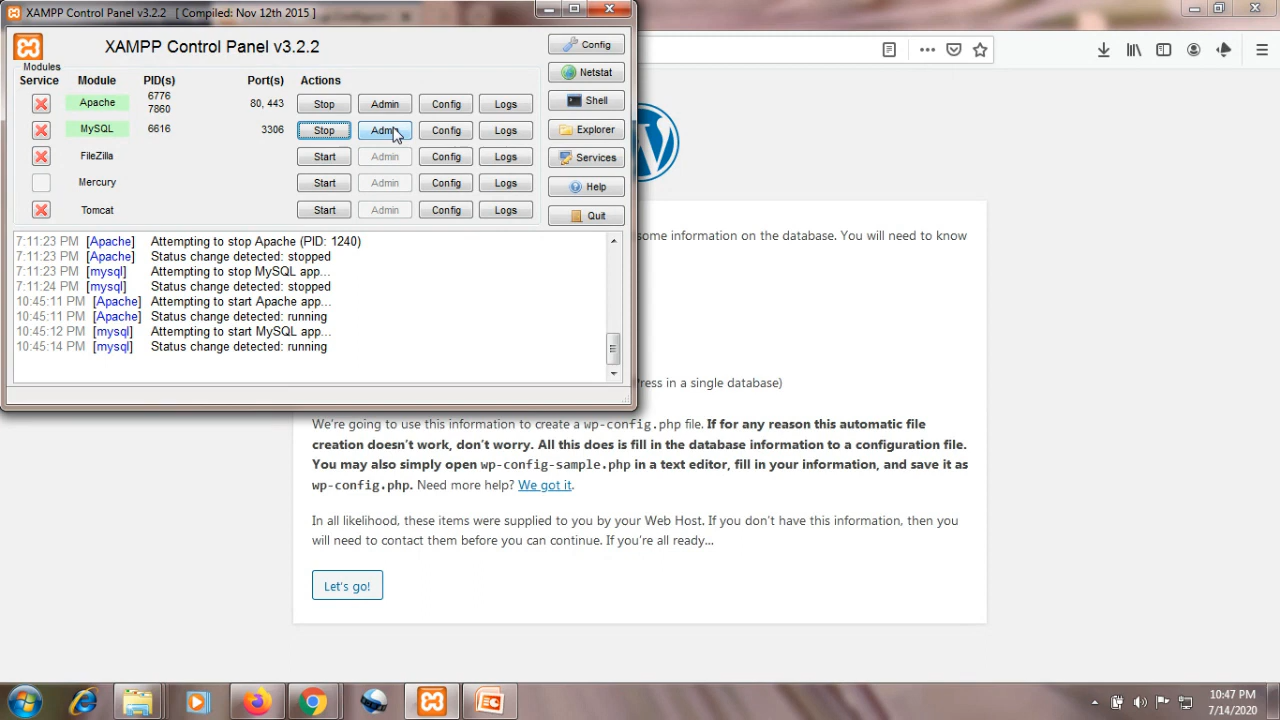 XAMPP Control Panel v3.2.2 [ Compiled: Nov 12th 2015 ]
XAMPP Control Panel v3.2.2
Config
Modules
Service Module PID(s) Port(s) Actions
Netstat
Apache 6776 7860 80, 443 Stop Admin Config Logs
Shell
MySQL 6616 3306 Stop Admin Config Logs
Explorer
FileZilla Start Admin Config Logs
Services
Mercury Start Admin Config Logs
Help
Tomcat Start Admin Config Logs
Quit
7:11:23 PM [Apache] Attempting to stop Apache (PID: 1240)
7:11:23 PM [Apache] Status change detected: stopped
7:11:23 PM [mysql] Attempting to stop MySQL app...
7:11:24 PM [mysql] Status change detected: stopped
10:45:11 PM [Apache] Attempting to start Apache app...
10:45:11 PM [Apache] Status change detected: running
10:45:12 PM [mysql] Attempting to start MySQL app...
10:45:14 PM [mysql] Status change detected: running
some information on the database. You will need to know
in a single database)
We're going to use this information to create a wp-config.php file. If for any reason this automatic file
creation doesn't work, don't worry. All this does is fill in the database information to a configuration file.
You may also simply open wp-config-sample.php in a text editor, fill in your information, and save it as
wp-config.php. Need more help? We got it.
In all likelihood, these items were supplied to you by your Web Host. If you don't have this information, then you
will need to contact them before you can continue. If you're all ready...
Let's go!
10:47 PM
7/14/2020